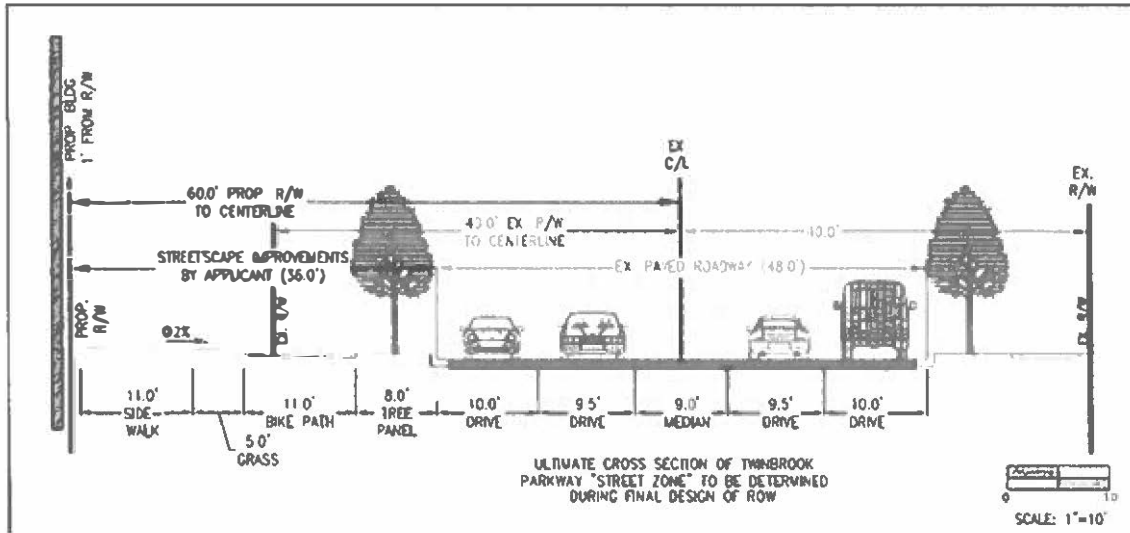 PROP BLDG
1' FROM R/W
EX
C/L
EX.
R/W
60.0' PROP R/W
TO CENTERLINE
40.0' EX R/W
TO CENTERLINE
40.0'
STREETSCAPE IMPROVEMENTS
BY APPLICANT (36.0')
EX PAVED ROADWAY (48.0')
PROP.
R/W
@2%
EX. R/W
EX. R/W
11.0'
SIDE
WALK
5.0'
GRASS
11.0'
BIKE PATH
8.0'
TREE
PANEL
10.0'
DRIVE
9.5'
DRIVE
9.0'
MEDIAN
9.5'
DRIVE
10.0'
DRIVE
ULTIMATE CROSS SECTION OF TWINBROOK
PARKWAY "STREET ZONE" TO BE DETERMINED
DURING FINAL DESIGN OF ROW
0 10
SCALE: 1"=10'